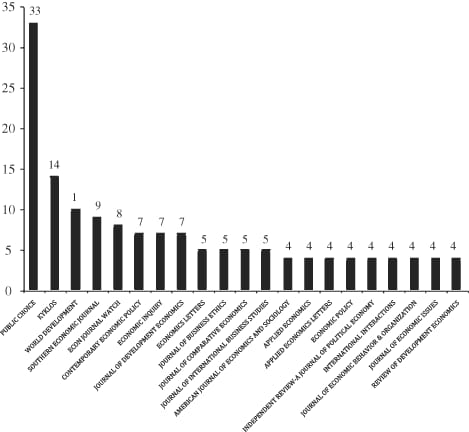 35
30
25
20
15
10
5
0
33
14
1
9
8
7
7
7
5
5
5
5
4
4
4
4
4
4
4
4
4
PUBLIC CHOICE
KYKLOS
WORLD DEVELOPMENT
SOUTHERN ECONOMIC JOURNAL
ECON JOURNAL WATCH
CONTEMPORARY ECONOMIC POLICY
ECONOMIC INQUIRY
JOURNAL OF DEVELOPMENT ECONOMICS
ECONOMICS LETTERS
JOURNAL OF BUSINESS ETHICS
JOURNAL OF COMPARATIVE ECONOMICS
JOURNAL OF INTERNATIONAL BUSINESS STUDIES
AMERICAN JOURNAL OF ECONOMICS AND SOCIOLOGY
APPLIED ECONOMICS
APPLIED ECONOMICS LETTERS
ECONOMIC POLICY
INDEPENDENT REVIEW-A JOURNAL OF POLITICAL ECONOMY
INTERNATIONAL INTERACTIONS
JOURNAL OF ECONOMIC BEHAVIOR & ORGANIZATION
JOURNAL OF ECONOMIC ISSUES
REVIEW OF DEVELOPMENT ECONOMICS